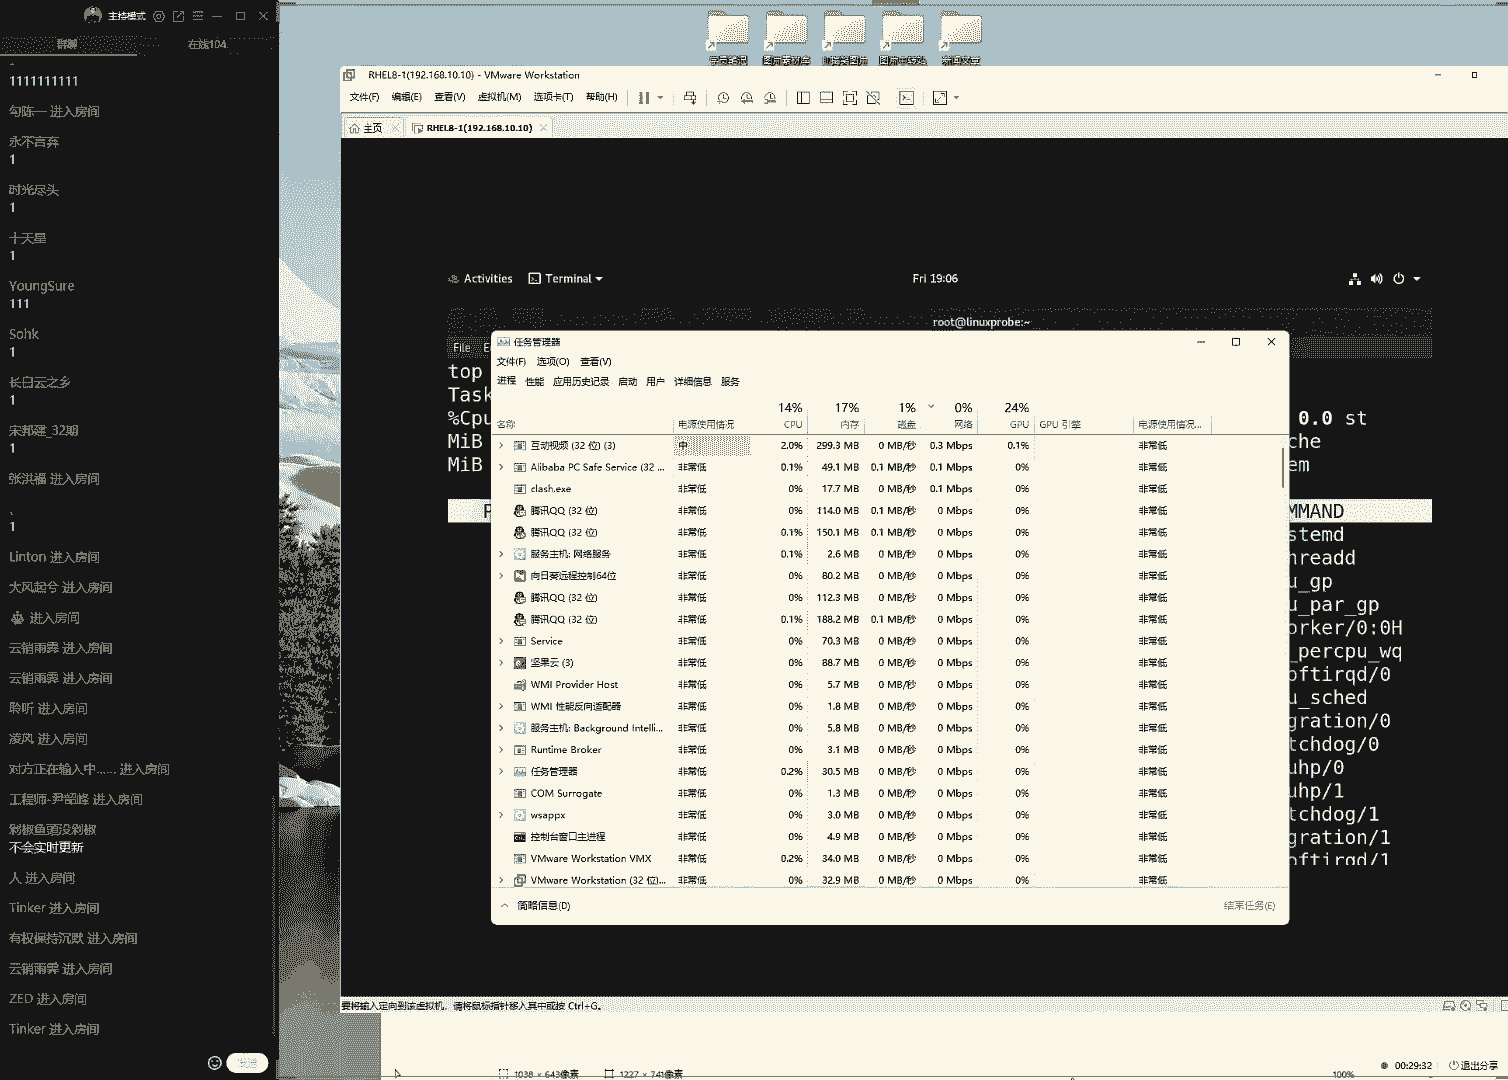 主持模式
群聊 在线104
1111111111
勾陈一 进入房间
永不言弃
1
时光尽头
1
十天星
1
YoungSure
111
Sohk
1
长白云之乡
1
宋邦建_32期
1
张洪福 进入房间
、
1
Linton 进入房间
大风起兮 进入房间
进入房间
云销雨霁 进入房间
云销雨霁 进入房间
聆听 进入房间
凌风 进入房间
对方正在输入中...... 进入房间
工程师-尹韶峰 进入房间
剁椒鱼头没剁椒
不会实时更新
人 进入房间
Tinker 进入房间
有权保持沉默 进入房间
云销雨霁 进入房间
ZED 进入房间
Tinker 进入房间
RHEL8-1(192.168.10.10) - VMware Workstation
文件(F) 编辑(E) 查看(V) 虚拟机(M) 选项卡(T) 帮助(H)
主页 RHEL8-1(192.168.10.10)
Activities Terminal Fri 19:06
root@linuxprobe:~
File E
top
Task
%Cpu 0.0 st
MiB che
MiB em
P MMAND
stemd
hreadd
u_gp
u_par_gp
orker/0:0H
_percpu_wq
oftirqd/0
u_sched
gration/0
tchdog/0
uhp/0
uhp/1
tchdog/1
gration/1
oftirqd/1
任务管理器
文件(F) 选项(O) 查看(V)
进程 性能 应用历史记录 启动 用户 详细信息 服务
14% 17% 1% 0% 24%
名称 电源使用情况 CPU 内存 磁盘 网络 GPU GPU 引擎 电源使用情况...
互动视频 (32 位) (3) 中 2.0% 299.3 MB 0 MB/秒 0.3 Mbps 0.1% 非常低
Alibaba PC Safe Service (32 ... 非常低 0.1% 49.1 MB 0.1 MB/秒 0.1 Mbps 0% 非常低
clash.exe 非常低 0% 17.7 MB 0 MB/秒 0.1 Mbps 0% 非常低
腾讯QQ (32 位) 非常低 0% 114.0 MB 0.1 MB/秒 0 Mbps 0% 非常低
腾讯QQ (32 位) 非常低 0.1% 150.1 MB 0.1 MB/秒 0 Mbps 0% 非常低
服务主机: 网络服务 非常低 0.1% 2.6 MB 0 MB/秒 0 Mbps 0% 非常低
向日葵远程控制64位 非常低 0% 80.2 MB 0 MB/秒 0 Mbps 0% 非常低
腾讯QQ (32 位) 非常低 0% 112.3 MB 0 MB/秒 0 Mbps 0% 非常低
腾讯QQ (32 位) 非常低 0.1% 188.2 MB 0.1 MB/秒 0 Mbps 0% 非常低
Service 非常低 0% 70.3 MB 0 MB/秒 0 Mbps 0% 非常低
坚果云 (3) 非常低 0% 88.7 MB 0 MB/秒 0 Mbps 0% 非常低
WMI Provider Host 非常低 0% 5.7 MB 0 MB/秒 0 Mbps 0% 非常低
WMI 性能反向适配器 非常低 0% 1.8 MB 0 MB/秒 0 Mbps 0% 非常低
服务主机: Background Intelli... 非常低 0% 5.8 MB 0 MB/秒 0 Mbps 0% 非常低
Runtime Broker 非常低 0% 3.1 MB 0 MB/秒 0 Mbps 0% 非常低
任务管理器 非常低 0.2% 30.5 MB 0 MB/秒 0 Mbps 0% 非常低
COM Surrogate 非常低 0% 1.3 MB 0 MB/秒 0 Mbps 0% 非常低
wsappx 非常低 0% 3.0 MB 0 MB/秒 0 Mbps 0% 非常低
控制台窗口主进程 非常低 0% 4.9 MB 0 MB/秒 0 Mbps 0% 非常低
VMware Workstation VMX 非常低 0.2% 34.0 MB 0 MB/秒 0 Mbps 0% 非常低
VMware Workstation (32 位)... 非常低 0% 32.9 MB 0 MB/秒 0 Mbps 0% 非常低
简略信息(D) 结束任务(E)
要将输入定向到该虚拟机，请将鼠标指针移入其中或按 Ctrl+G。
1038 × 643像素 1227 × 741像素 100%
00:29:32 退出分享